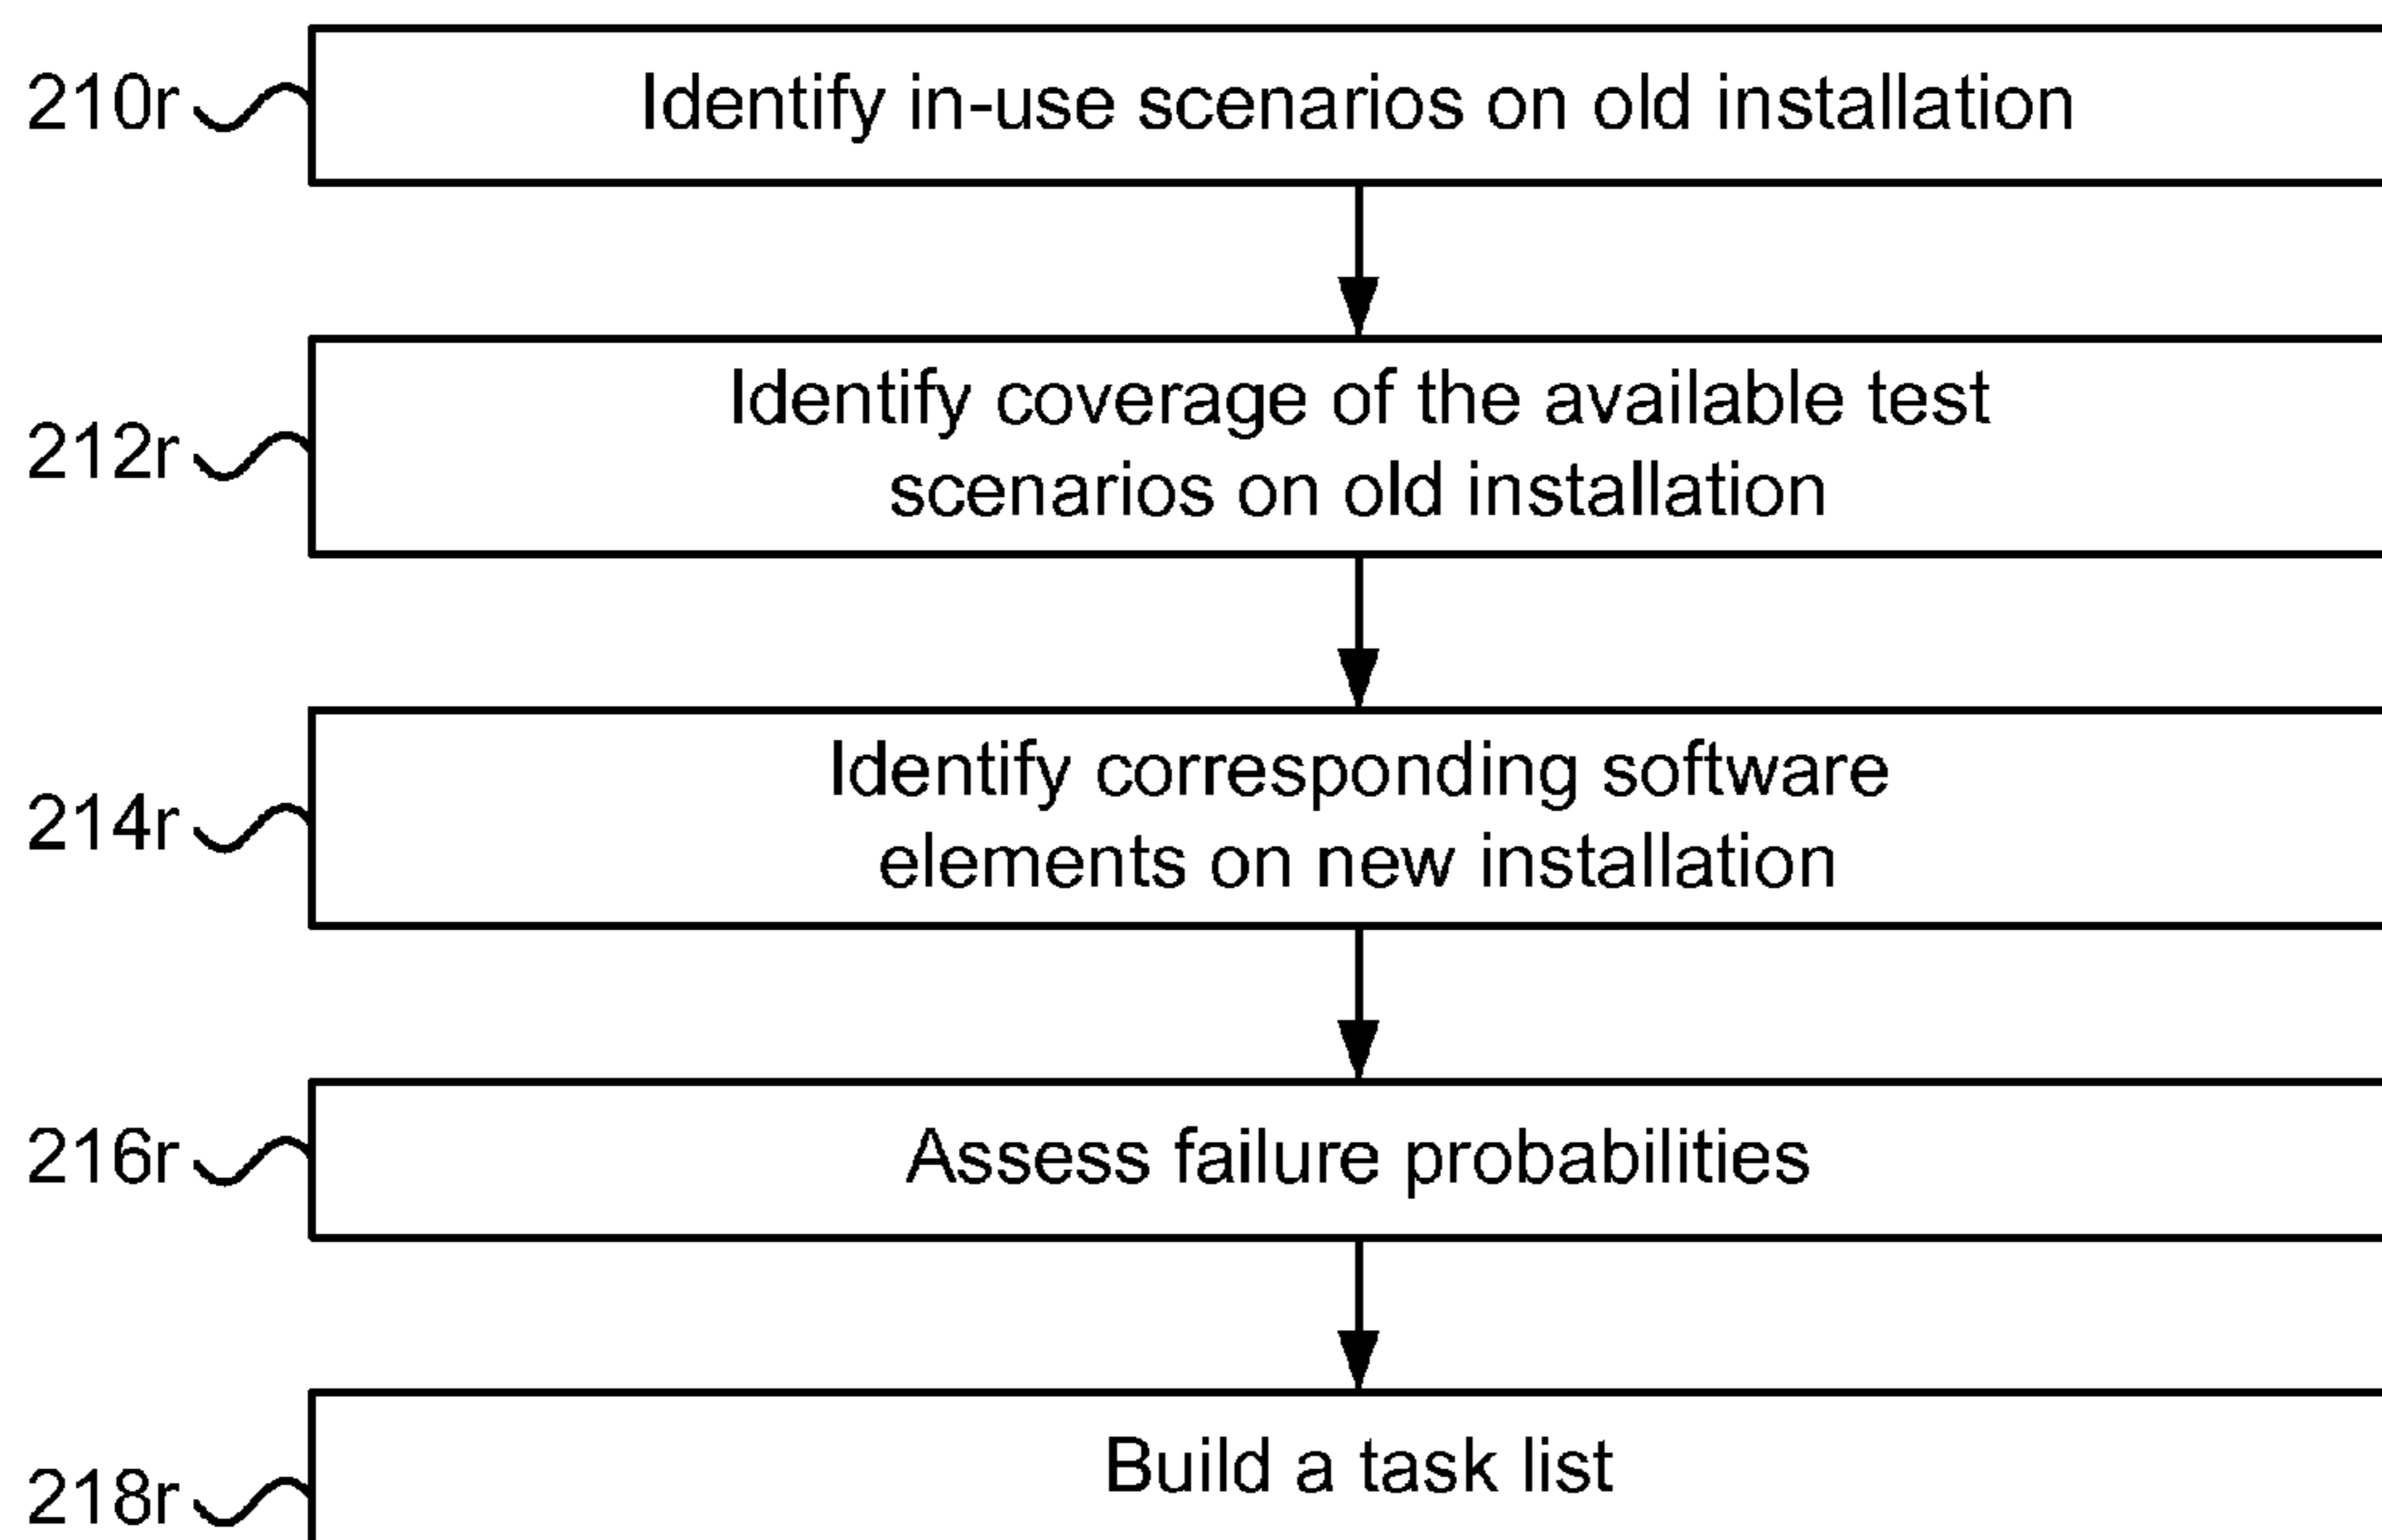 210r Identify in-use scenarios on old installation
Identify coverage of the available test
212r scenarios on old installation
Identify corresponding software
214r elements on new installation
216r Assess failure probabilities
218r Build a task list